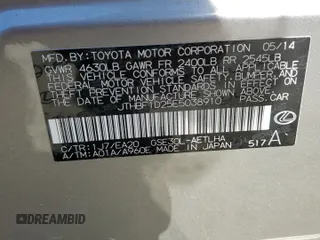 MFD. BY: TOYOTA MOTOR CORPORATION 05/14
GVWR 4630LB GAWR FR 2400LB RR 2545LB
THIS VEHICLE CONFORMS TO ALL APPLICABLE
FEDERAL MOTOR VEHICLE SAFETY, BUMPER, AND
THEFT PREVENTION STANDARDS IN EFFECT ON
THE DATE OF MANUFACTURE SHOWN ABOVE.
JTHBF1D25E5038910 PASS. CAR
C/TR: 1J7/EA20 GSE30L-AETLHA
A/TM: A01A/A960E MADE IN JAPAN 517A
DREAMBID